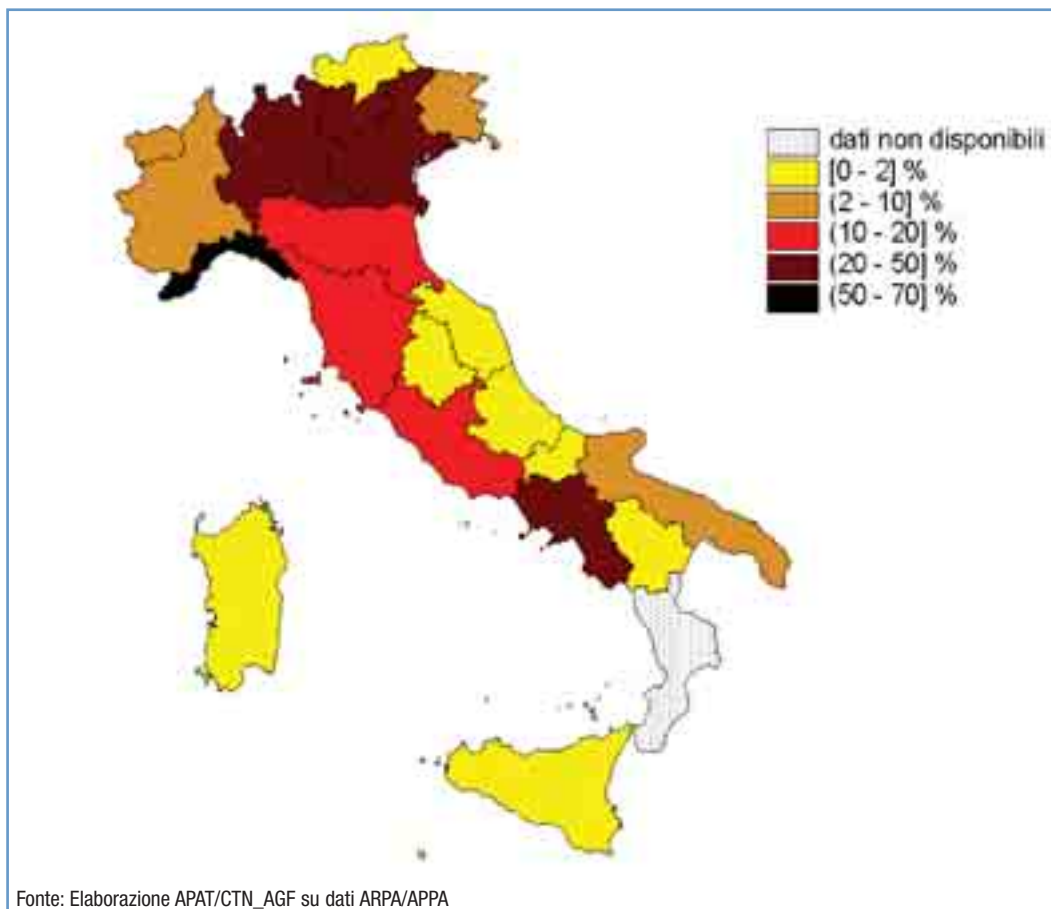 dati non disponibili
[0 - 2] %
(2 - 10] %
(10 - 20] %
(20 - 50] %
(50 - 70] %
Fonte: Elaborazione APAT/CTN_AGF su dati ARPA/APPA